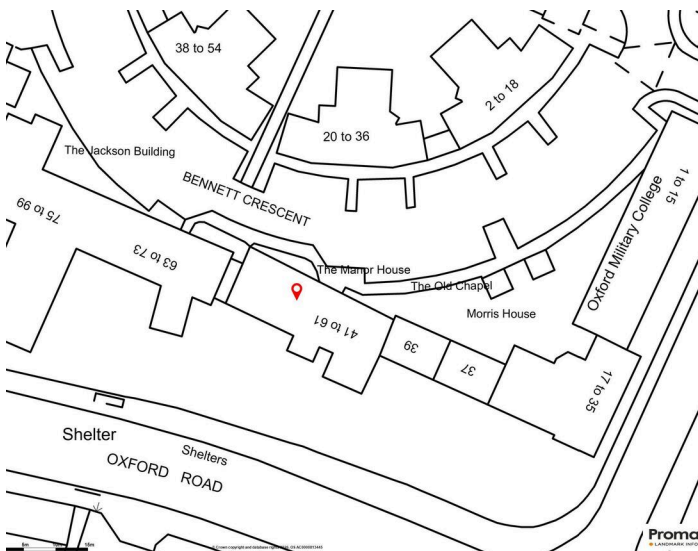 38 to 54
2 to 18
20 to 36
The Jackson Building
BENNETT CRESCENT
1 to 15
Oxford Military College
75 to 99
63 to 73
The Manor House
The Old Chapel
Morris House
41 to 61
39
37
17 to 35
Shelter
Shelters
OXFORD ROAD
Proma
LANDMARK INFO